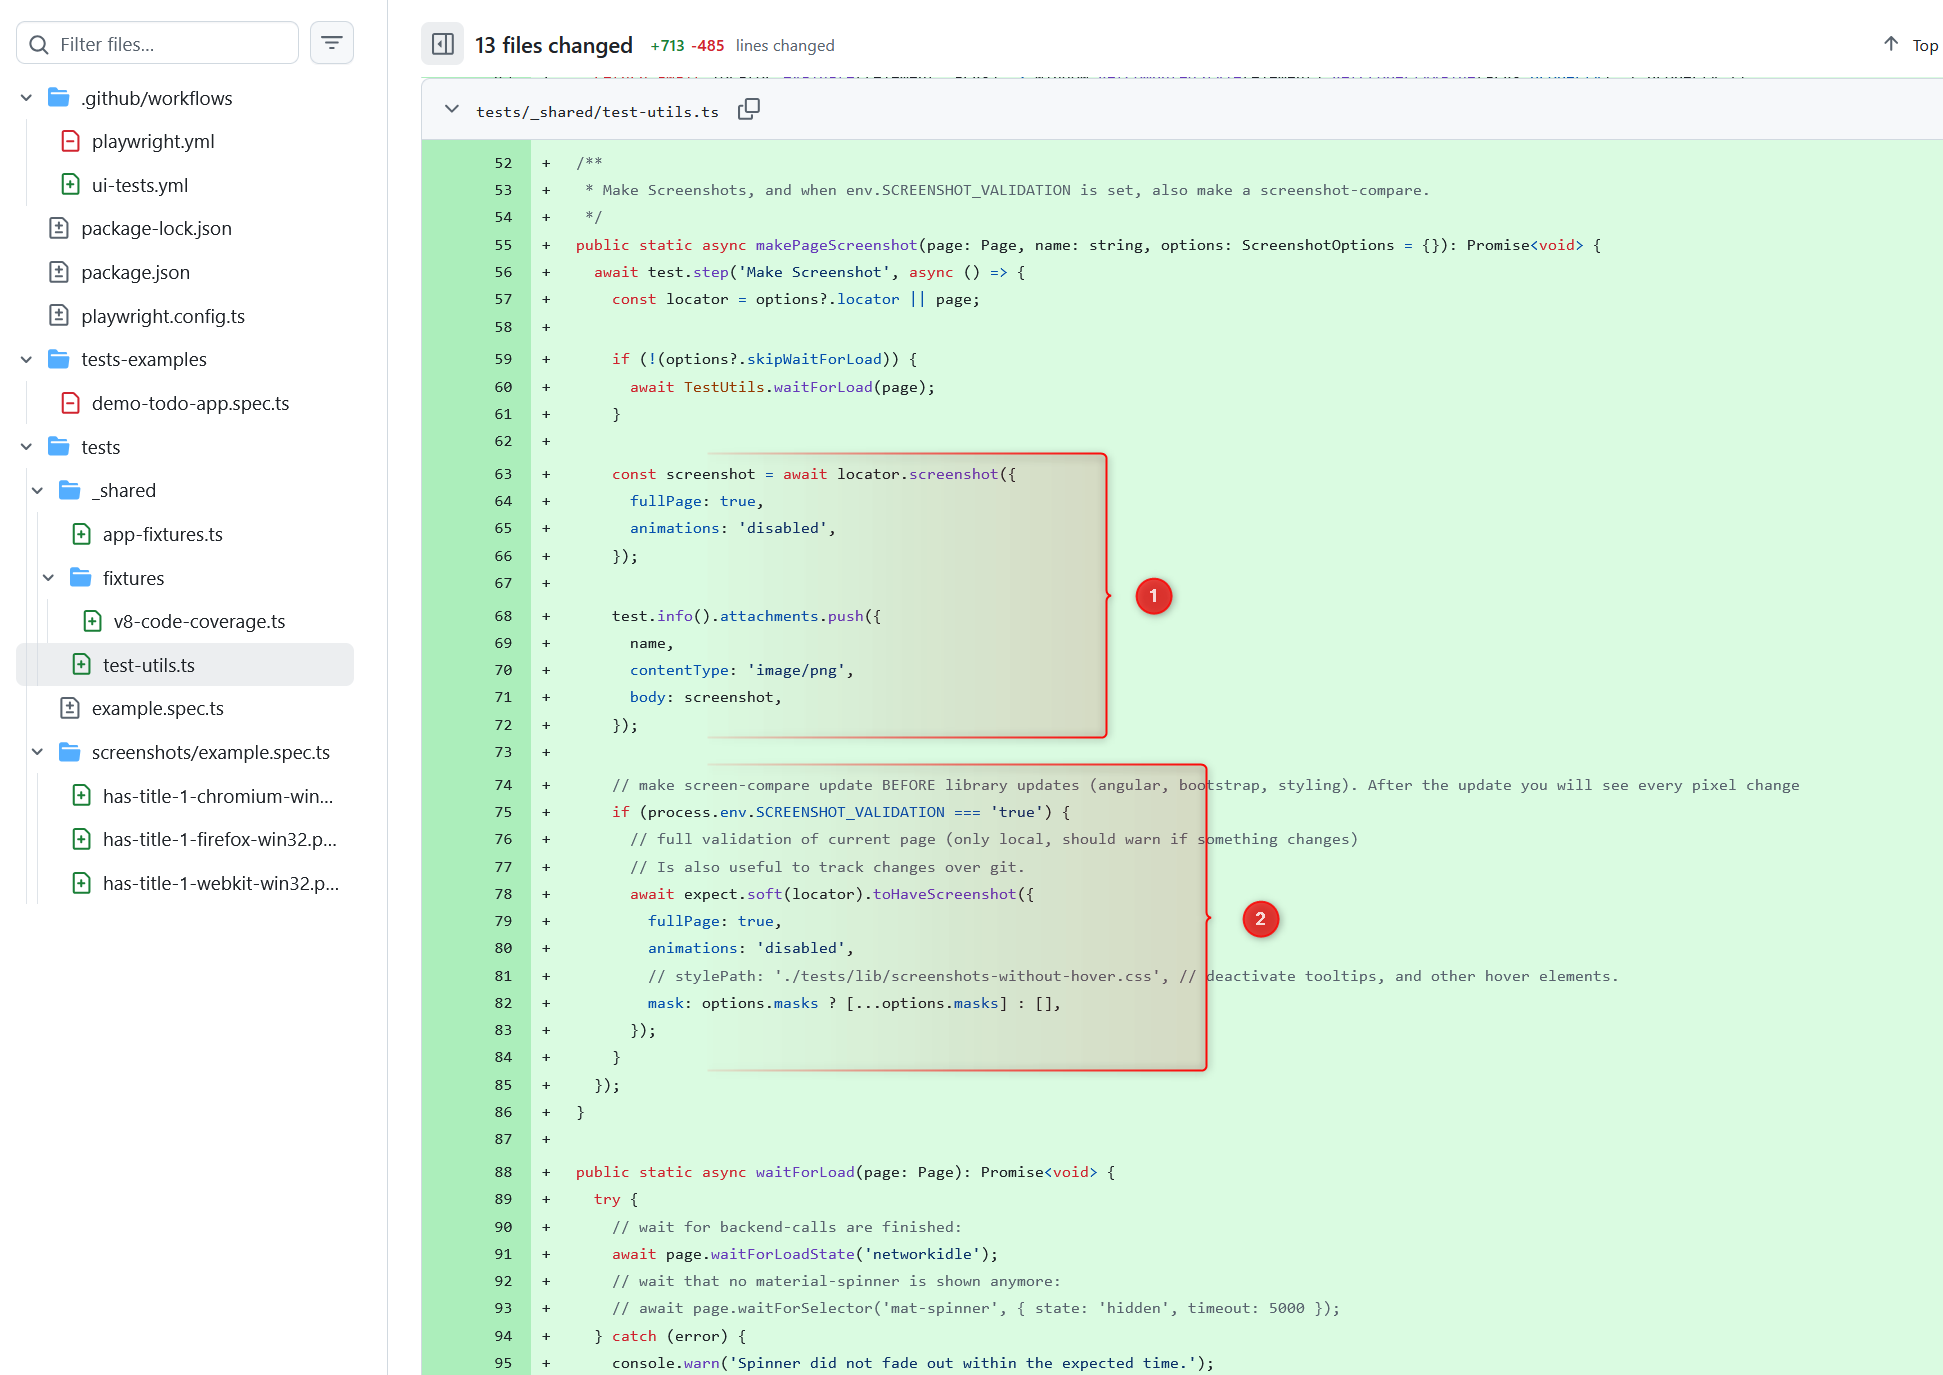 Filter files...
.github/workflows
playwright.yml
ui-tests.yml
package-lock.json
package.json
playwright.config.ts
tests-examples
demo-todo-app.spec.ts
tests
_shared
app-fixtures.ts
fixtures
v8-code-coverage.ts
test-utils.ts
example.spec.ts
screenshots/example.spec.ts
has-title-1-chromium-win...
has-title-1-firefox-win32.p...
has-title-1-webkit-win32.p...
13 files changed +713 -485 lines changed
Top
tests/_shared/test-utils.ts
52 + /**
53 + * Make Screenshots, and when env.SCREENSHOT_VALIDATION is set, also make a screenshot-compare.
54 + */
55 + public static async makePageScreenshot(page: Page, name: string, options: ScreenshotOptions = {}): Promise<void> {
56 + await test.step('Make Screenshot', async () => {
57 + const locator = options?.locator || page;
58 +
59 + if (!(options?.skipWaitForLoad)) {
60 + await TestUtils.waitForLoad(page);
61 + }
62 +
63 + const screenshot = await locator.screenshot({
64 + fullPage: true,
65 + animations: 'disabled',
66 + });
67 +
68 + test.info().attachments.push({
69 + name,
70 + contentType: 'image/png',
71 + body: screenshot,
72 + });
73 +
74 + // make screen-compare update BEFORE library updates (angular, bootstrap, styling). After the update you will see every pixel change
75 + if (process.env.SCREENSHOT_VALIDATION === 'true') {
76 + // full validation of current page (only local, should warn if something changes)
77 + // Is also useful to track changes over git.
78 + await expect.soft(locator).toHaveScreenshot({
79 + fullPage: true,
80 + animations: 'disabled',
81 + // stylePath: './tests/lib/screenshots-without-hover.css', // deactivate tooltips, and other hover elements.
82 + mask: options.masks ? [...options.masks] : [],
83 + });
84 + }
85 + });
86 + }
87 +
88 + public static async waitForLoad(page: Page): Promise<void> {
89 + try {
90 + // wait for backend-calls are finished:
91 + await page.waitForLoadState('networkidle');
92 + // wait that no material-spinner is shown anymore:
93 + // await page.waitForSelector('mat-spinner', { state: 'hidden', timeout: 5000 });
94 + } catch (error) {
95 + console.warn('Spinner did not fade out within the expected time.');
1
2